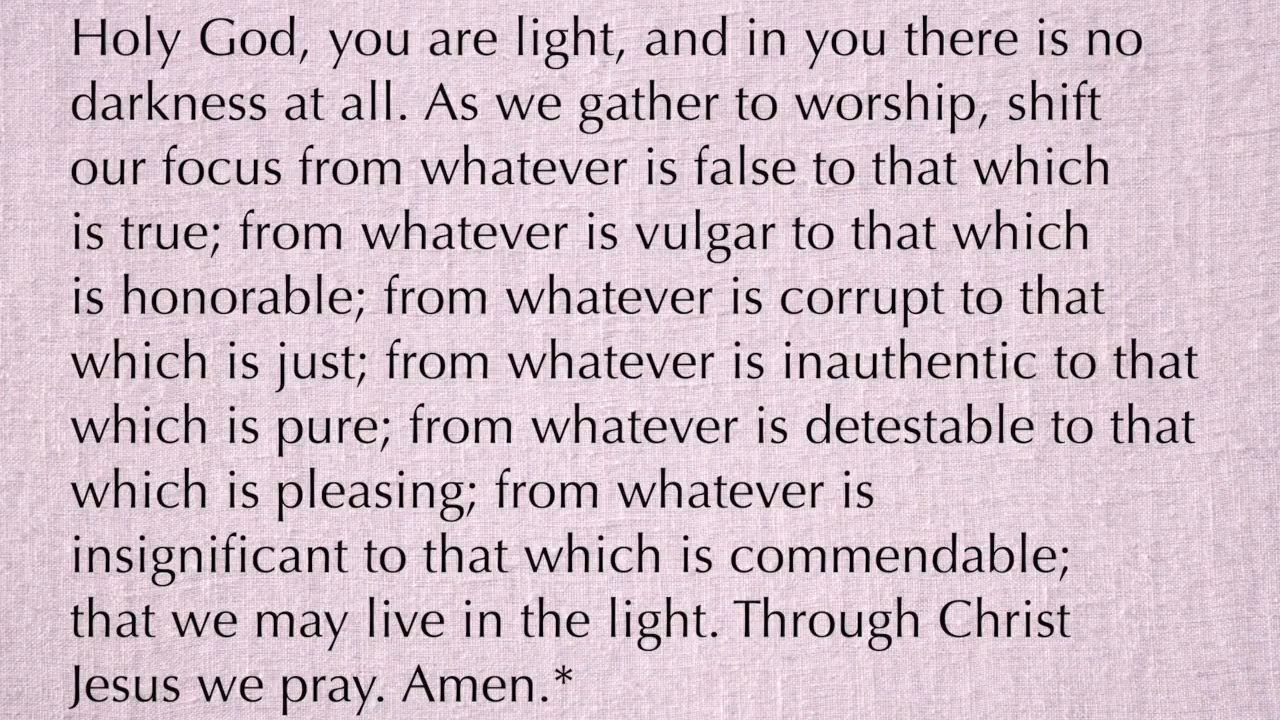 Holy God, you are light, and in you there is no
darkness at all. As we gather to worship, shift
our focus from whatever is false to that which
is true; from whatever is vulgar to that which
is honorable; from whatever is corrupt to that
which is just; from whatever is inauthentic to that
which is pure; from whatever is detestable to that
which is pleasing; from whatever is
insignificant to that which is commendable;
that we may live in the light. Through Christ
Jesus we pray. Amen.*